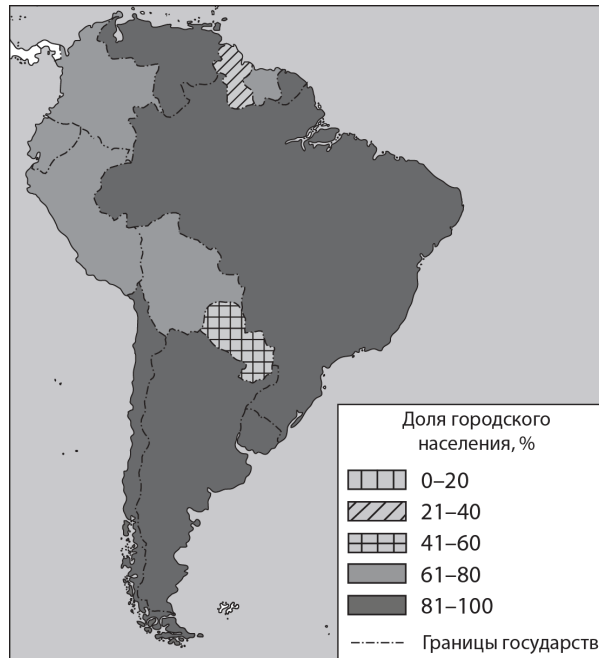 Доля городского
населения, %
0–20
21–40
41–60
61–80
81–100
Границы государств